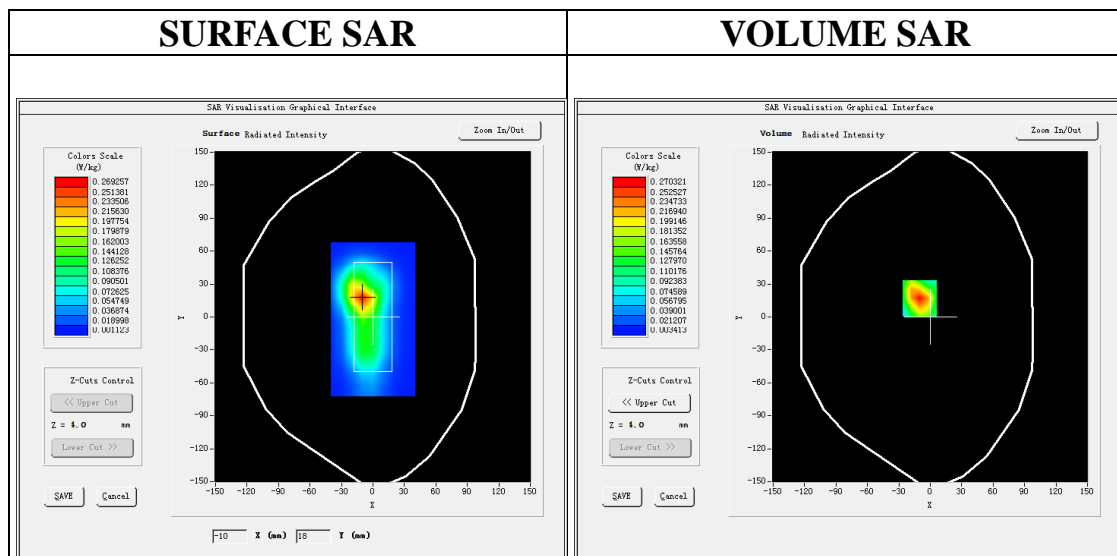 SURFACE SAR
VOLUME SAR
SAR Visualisation Graphical Interface
Surface Radiated Intensity
Zoom In/Out
Colors Scale
(W/kg)
0.269257
0.251381
0.233506
0.215630
0.197754
0.179879
0.162003
0.144128
0.126252
0.108376
0.090501
0.072625
0.054749
0.036874
0.018998
0.001123
Z-Cuts Control
<< Upper Cut
Z = 4.0 mm
Lower Cut >>
SAVE
Cancel
150
120
90
60
30
0
-30
-60
-90
-120
-150
Y
-150 -120 -90 -60 -30 0 30 60 90 120 150
X
-10 X (mm) 18 Y (mm)
SAR Visualisation Graphical Interface
Volume Radiated Intensity
Zoom In/Out
Colors Scale
(W/kg)
0.270321
0.252527
0.234733
0.216940
0.199146
0.181352
0.163558
0.145764
0.127970
0.110176
0.092383
0.074589
0.056795
0.039001
0.021207
0.003413
Z-Cuts Control
<< Upper Cut
Z = 4.0 mm
Lower Cut >>
SAVE
Cancel
150
120
90
60
30
0
-30
-60
-90
-120
-150
Y
-150 -120 -90 -60 -30 0 30 60 90 120 150
X